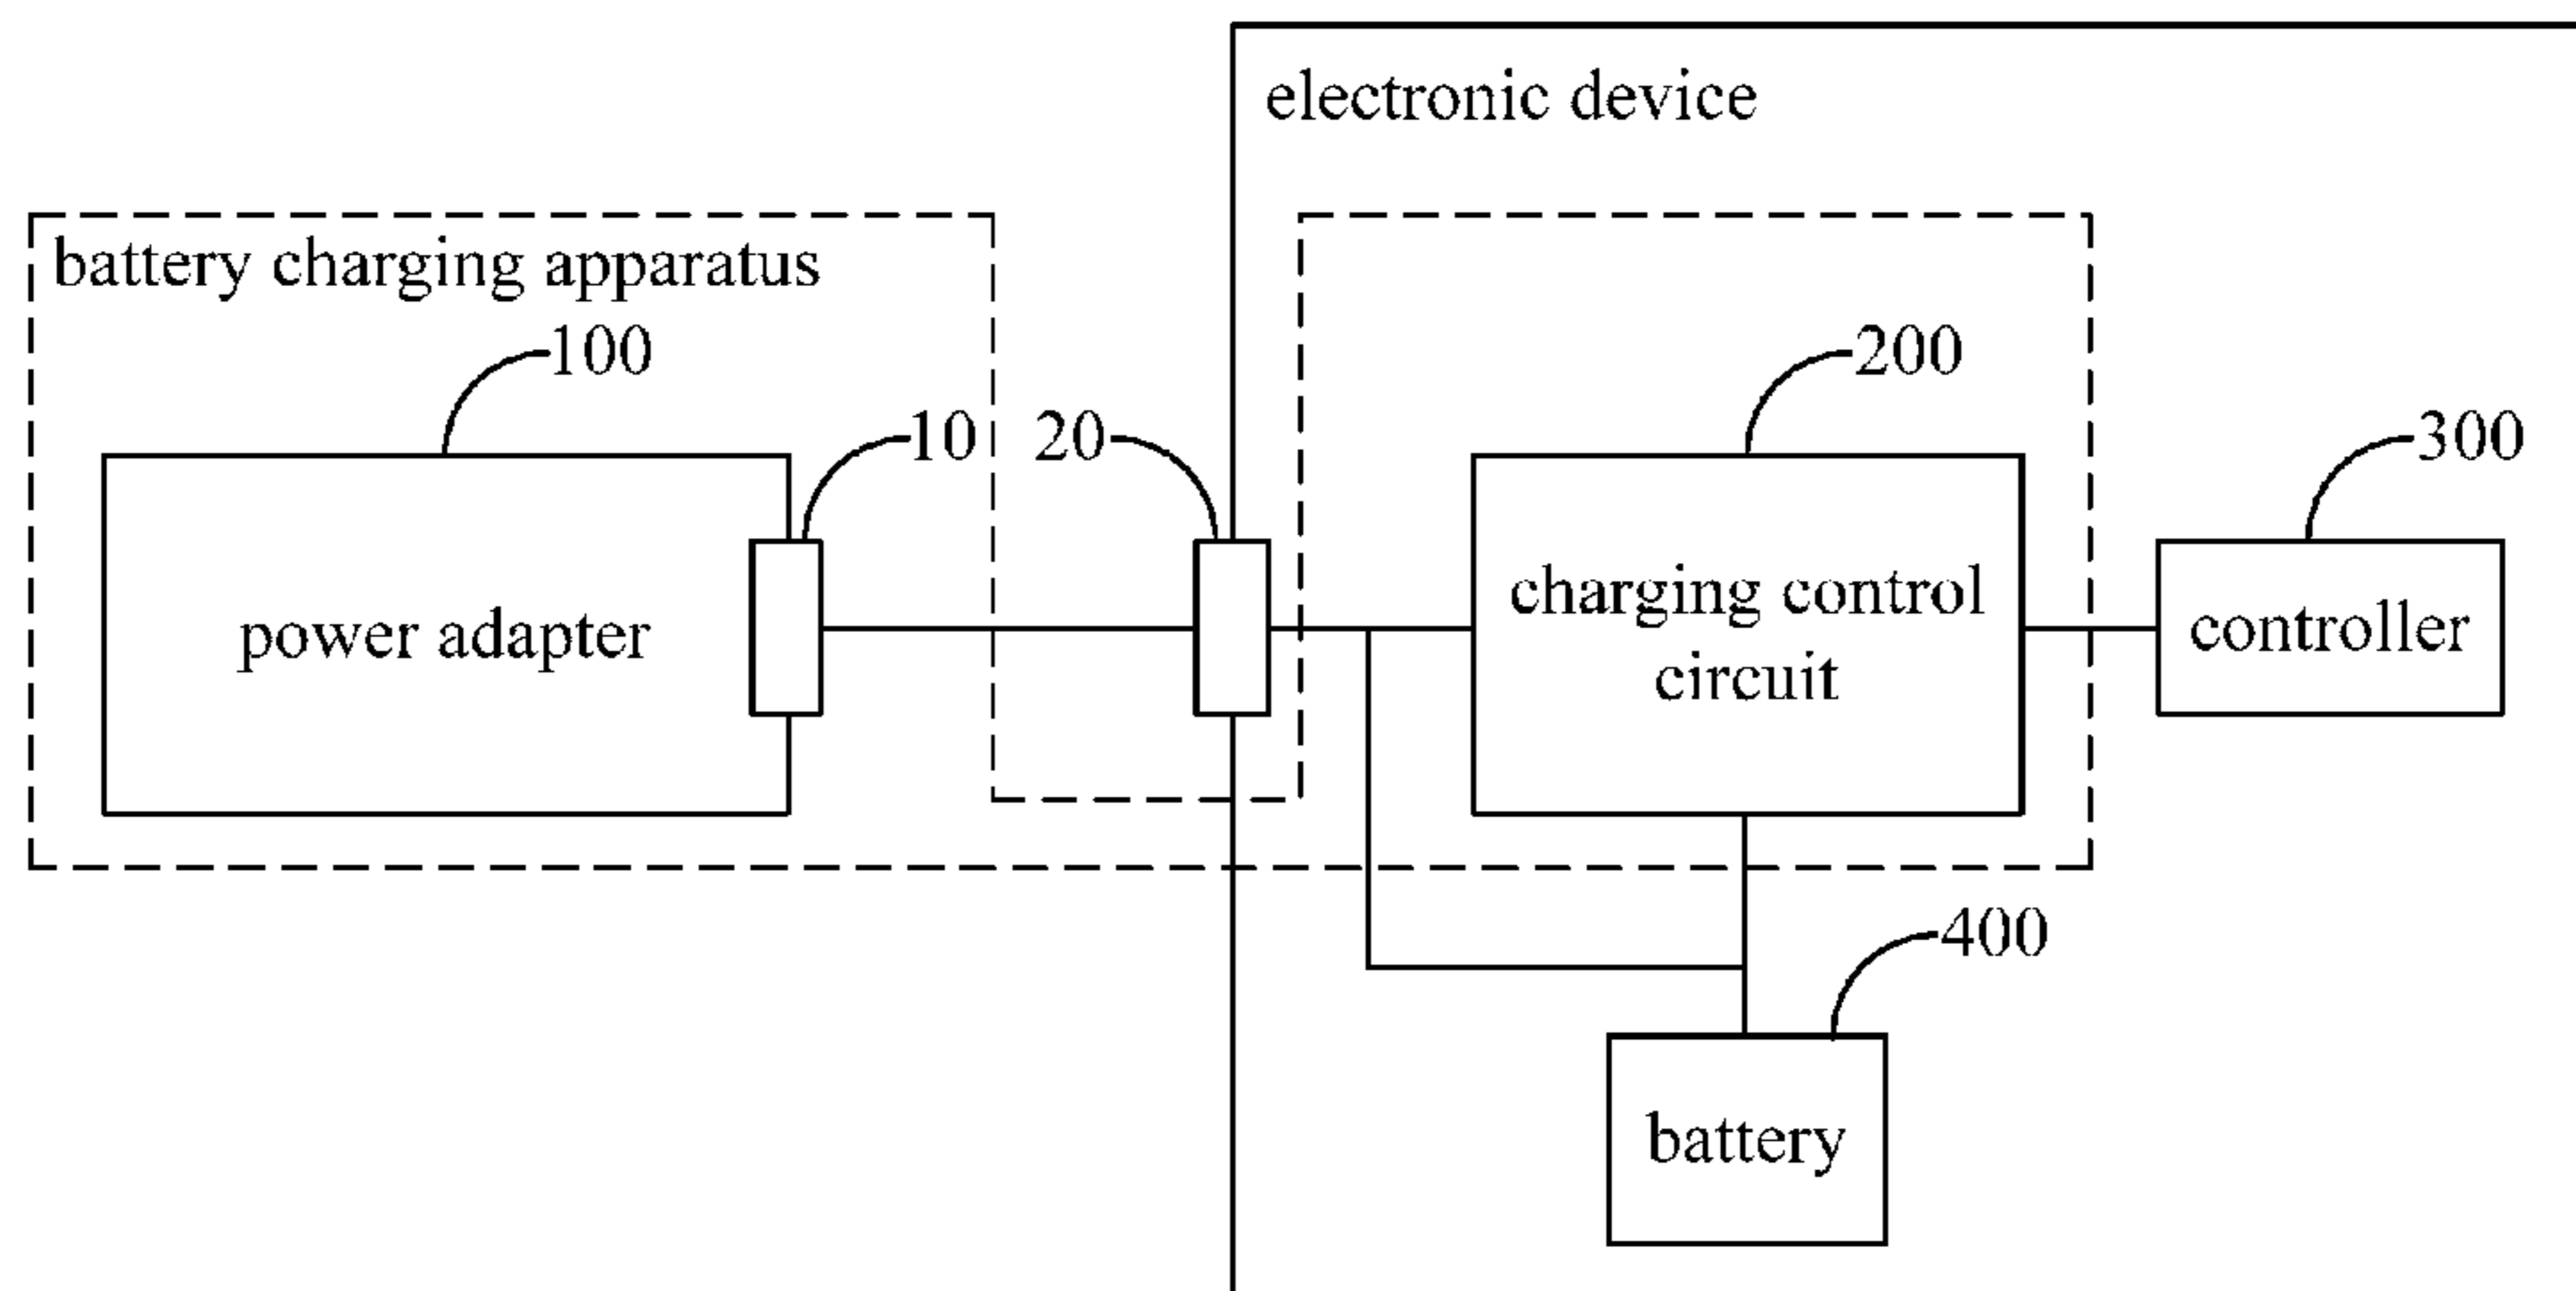 electronic device
battery charging apparatus
100
200
10
20
300
power adapter
charging control
circuit
controller
400
battery